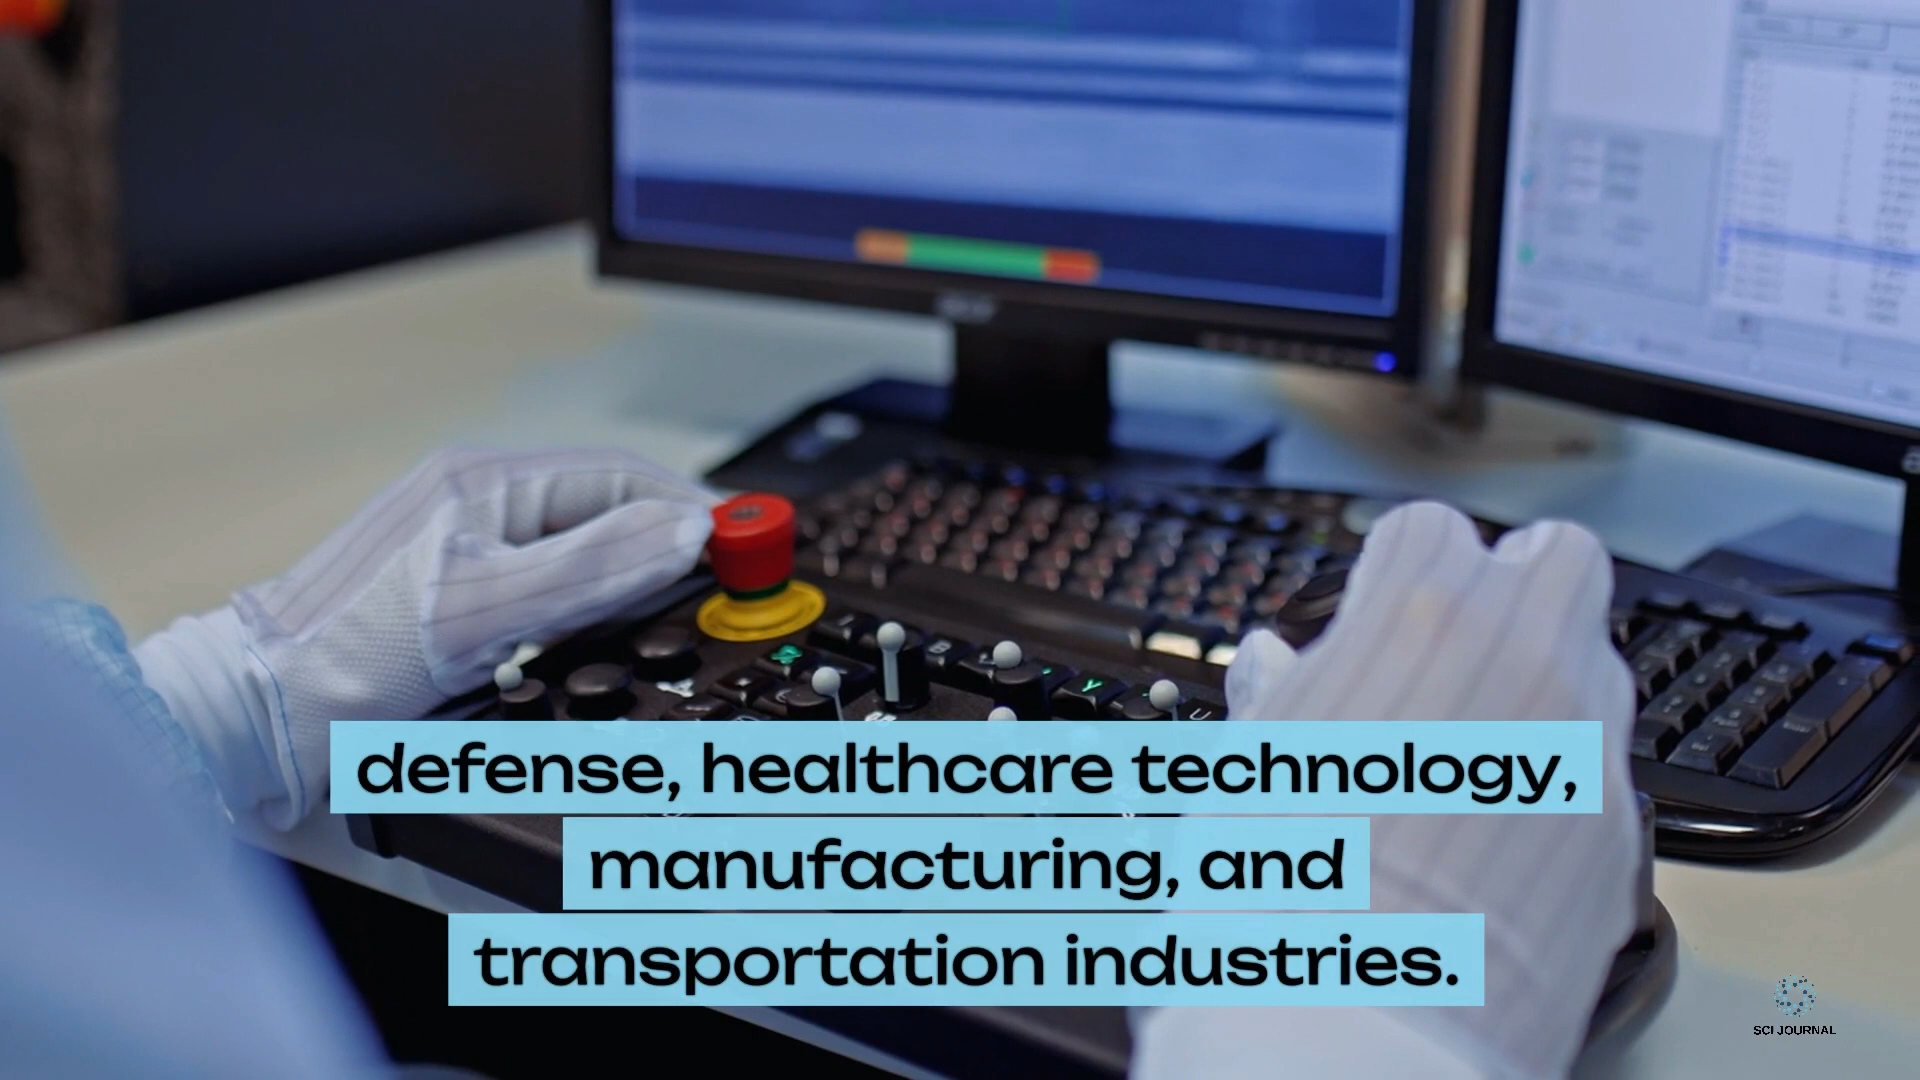 defense, healthcare technology,
manufacturing, and
transportation industries.
SCI JOURNAL